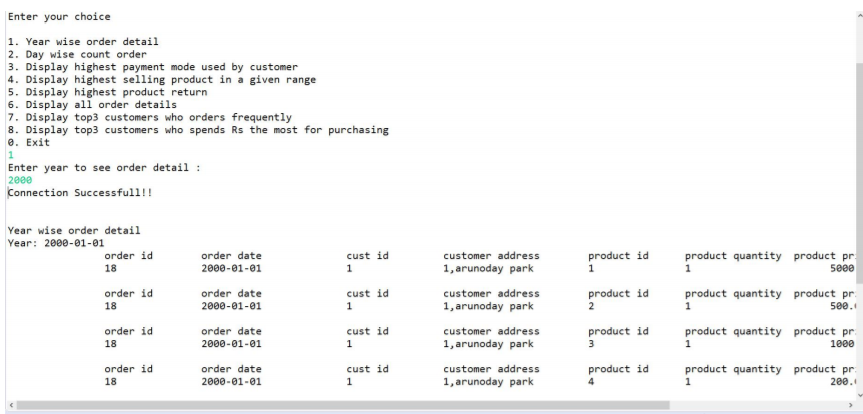 Enter your choice
1. Year wise order detail
2. Day wise count order
3. Display highest payment mode used by customer
4. Display highest selling product in a given range
5. Display highest product return
6. Display all order details
7. Display top3 customers who orders frequently
8. Display top3 customers who spends Rs the most for purchasing
0. Exit
1
Enter year to see order detail :
2000
Connection Successfull!!
Year wise order detail
Year: 2000-01-01
order id order date cust id customer address product id product quantity product pr
18 2000-01-01 1 1,arunoday park 1 1 5000
order id order date cust id customer address product id product quantity product pr
18 2000-01-01 1 1,arunoday park 2 1 500.
order id order date cust id customer address product id product quantity product pr
18 2000-01-01 1 1,arunoday park 3 1 1000
order id order date cust id customer address product id product quantity product pr
18 2000-01-01 1 1,arunoday park 4 1 200.